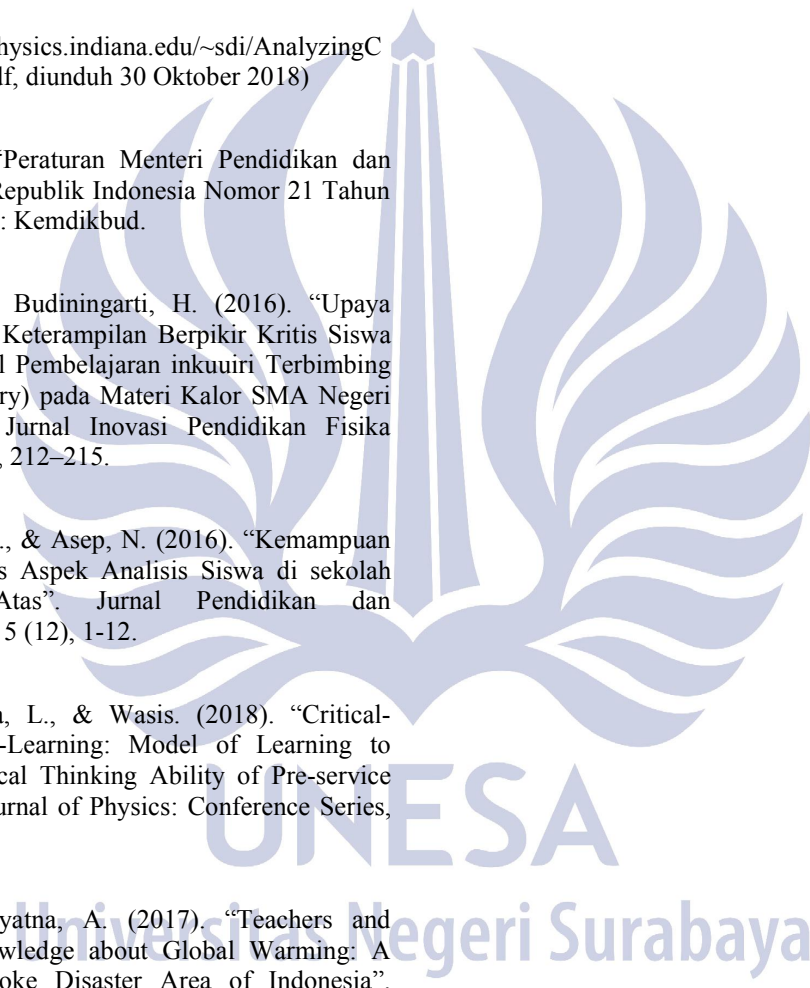 hysics.indiana.edu/~sdi/AnalyzingC
df, diunduh 30 Oktober 2018)
“Peraturan Menteri Pendidikan dan
Republik Indonesia Nomor 21 Tahun
: Kemdikbud.
Budiningarti, H. (2016). “Upaya
Keterampilan Berpikir Kritis Siswa
l Pembelajaran inkuuiri Terbimbing
ry) pada Materi Kalor SMA Negeri
Jurnal Inovasi Pendidikan Fisika
, 212–215.
., & Asep, N. (2016). “Kemampuan
s Aspek Analisis Siswa di sekolah
Atas”. Jurnal Pendidikan dan
5 (12), 1-12.
a, L., & Wasis. (2018). “Critical-
-Learning: Model of Learning to
cal Thinking Ability of Pre-service
urnal of Physics: Conference Series,
yatna, A. (2017). “Teachers and
wledge about Global Warming: A
oke Disaster Area of Indonesia”.
UNESA
Universitas Negeri Surabaya